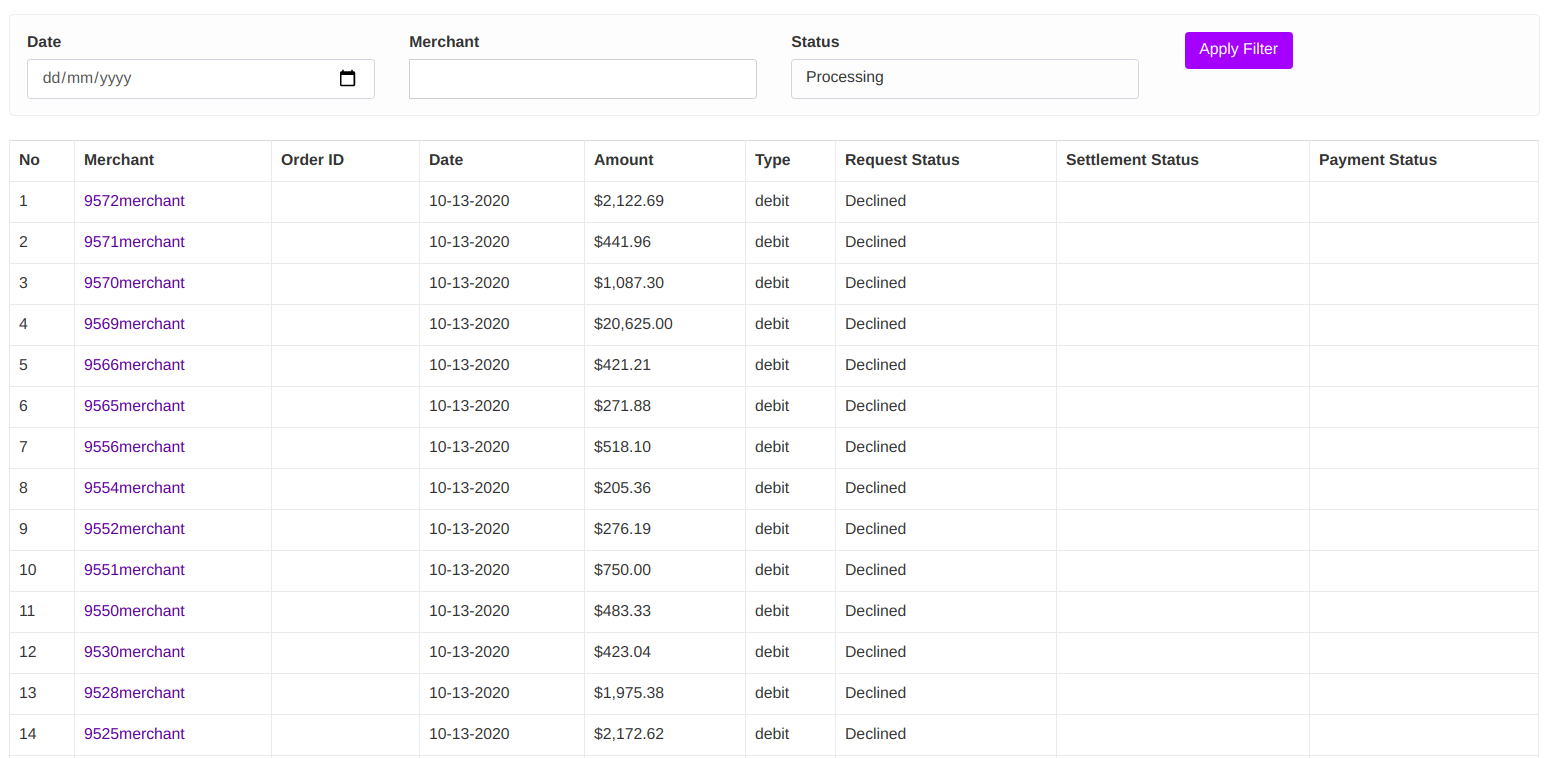 Date Merchant Status Apply Filter
dd/mm/yyyy Processing
No Merchant Order ID Date Amount Type Request Status Settlement Status Payment Status
1 9572merchant 10-13-2020 $2,122.69 debit Declined
2 9571merchant 10-13-2020 $441.96 debit Declined
3 9570merchant 10-13-2020 $1,087.30 debit Declined
4 9569merchant 10-13-2020 $20,625.00 debit Declined
5 9566merchant 10-13-2020 $421.21 debit Declined
6 9565merchant 10-13-2020 $271.88 debit Declined
7 9556merchant 10-13-2020 $518.10 debit Declined
8 9554merchant 10-13-2020 $205.36 debit Declined
9 9552merchant 10-13-2020 $276.19 debit Declined
10 9551merchant 10-13-2020 $750.00 debit Declined
11 9550merchant 10-13-2020 $483.33 debit Declined
12 9530merchant 10-13-2020 $423.04 debit Declined
13 9528merchant 10-13-2020 $1,975.38 debit Declined
14 9525merchant 10-13-2020 $2,172.62 debit Declined